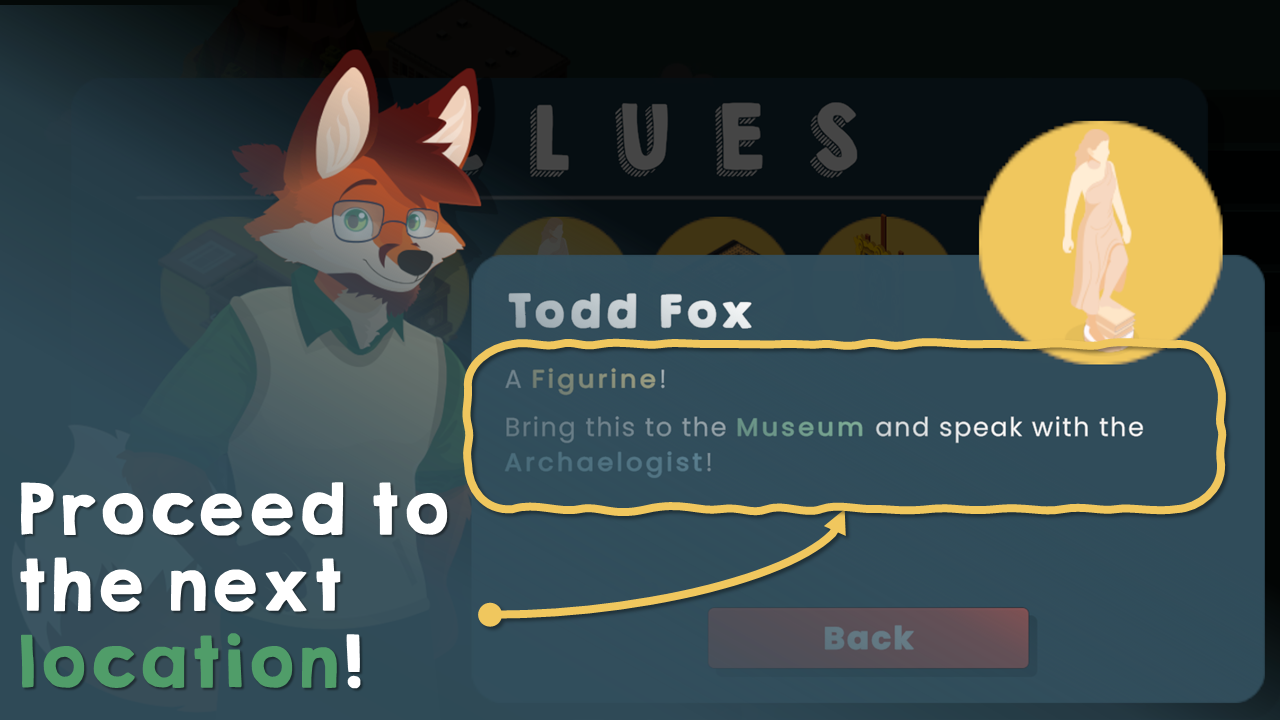 LUES
Todd Fox
A Figurine!
Bring this to the Museum and speak with the
Archaelogist!
Proceed to
the next
location!
Back